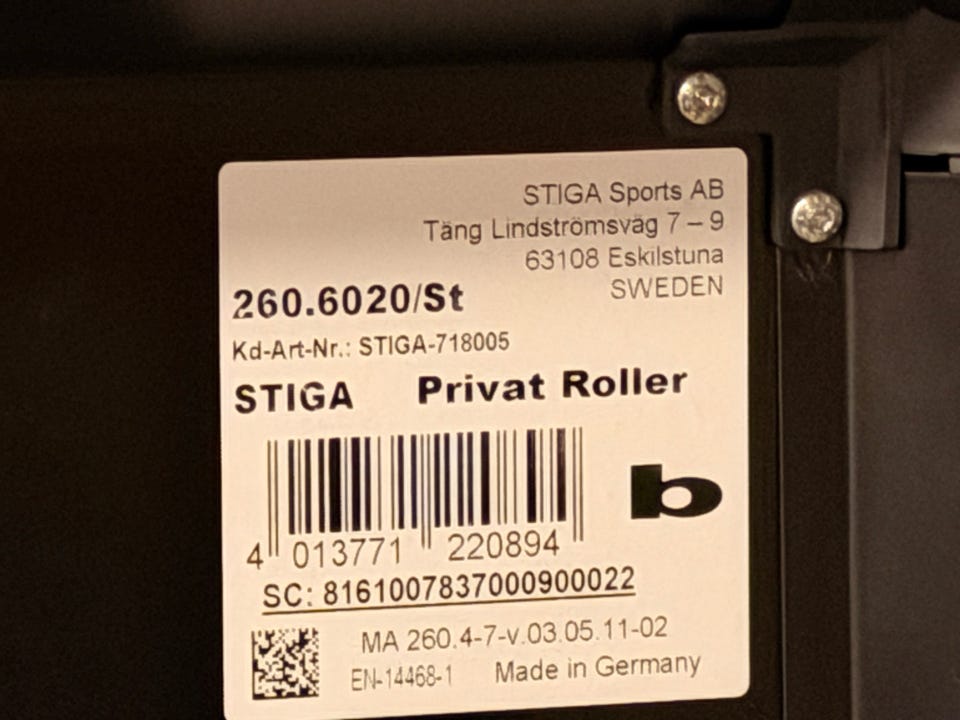 STIGA Sports AB
Täng Lindströmsväg 7 – 9
63108 Eskilstuna
SWEDEN
260.6020/St
Kd-Art-Nr.: STIGA-718005
STIGA Privat Roller
b
4 013771 220894
SC: 8161007837000900022
MA 260.4-7-v.03.05.11-02
EN-14468-1 Made in Germany